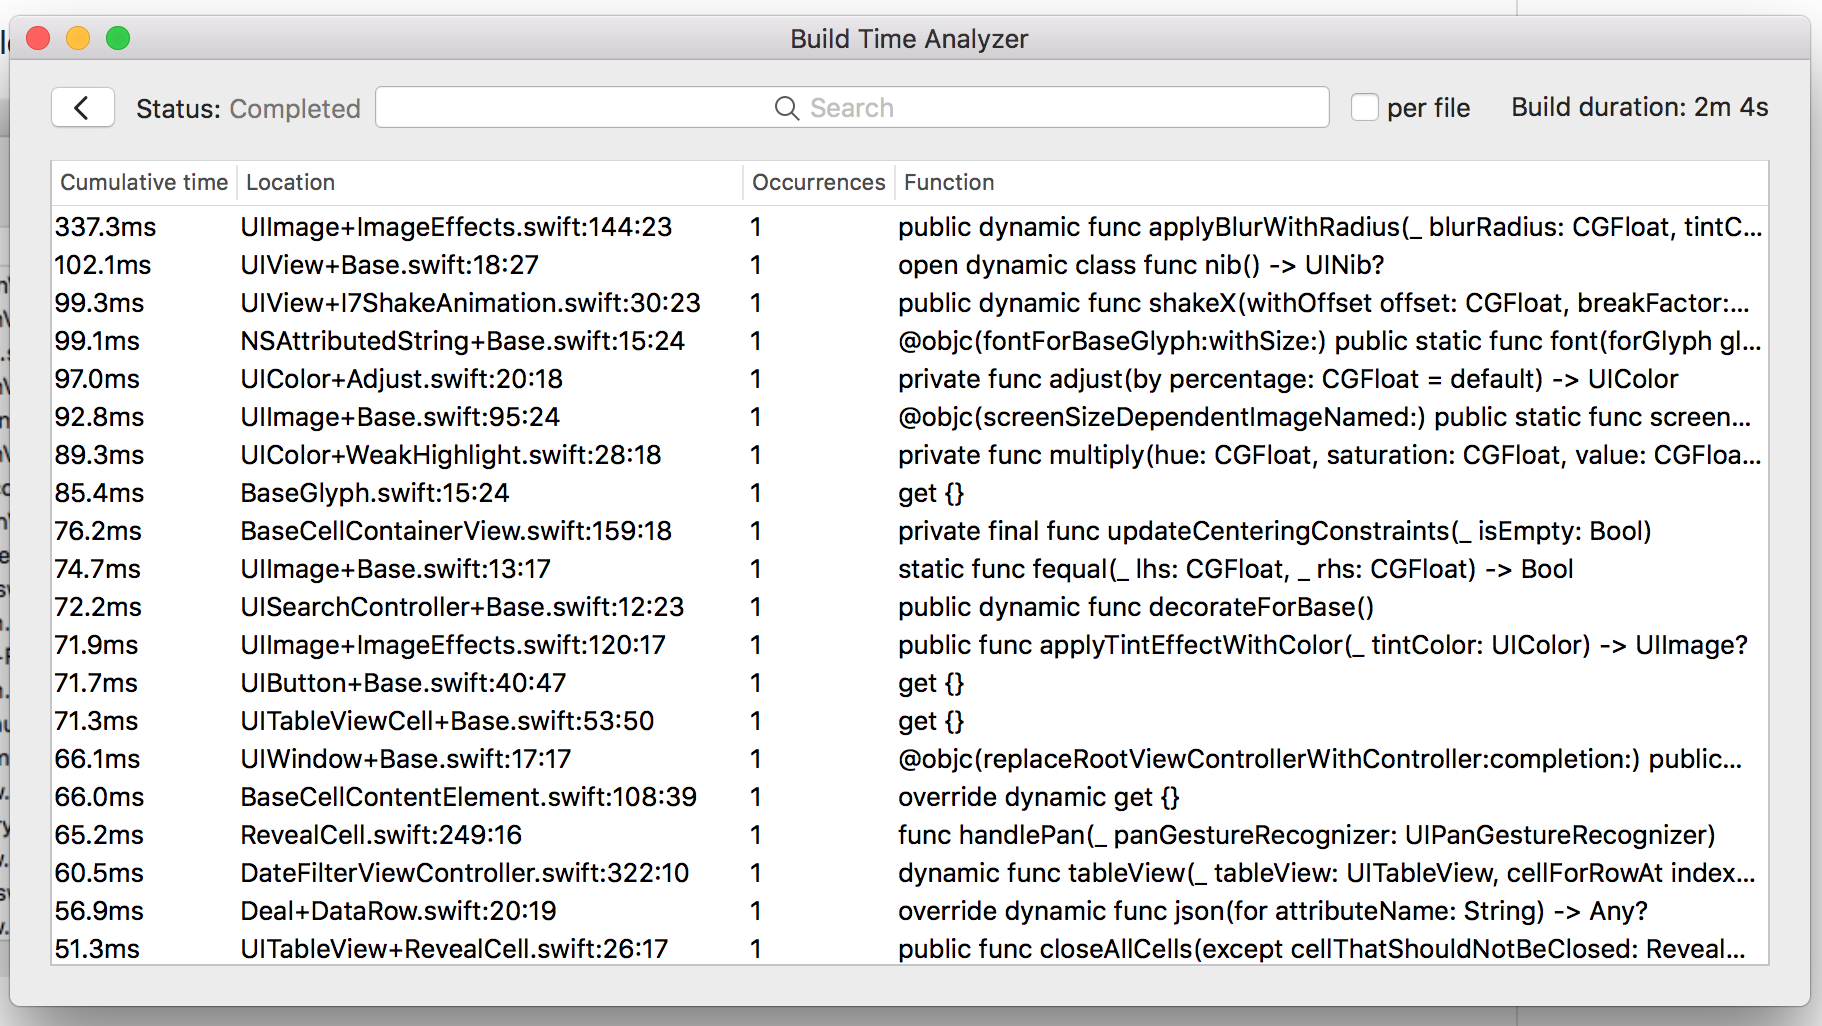 Build Time Analyzer
Status: Completed Search per file Build duration: 2m 4s
Cumulative time Location Occurrences Function
337.3ms UIImage+ImageEffects.swift:144:23 1 public dynamic func applyBlurWithRadius(_ blurRadius: CGFloat, tintC...
102.1ms UIView+Base.swift:18:27 1 open dynamic class func nib() -> UINib?
99.3ms UIView+I7ShakeAnimation.swift:30:23 1 public dynamic func shakeX(withOffset offset: CGFloat, breakFactor:...
99.1ms NSAttributedString+Base.swift:15:24 1 @objc(fontForBaseGlyph:withSize:) public static func font(forGlyph gl...
97.0ms UIColor+Adjust.swift:20:18 1 private func adjust(by percentage: CGFloat = default) -> UIColor
92.8ms UIImage+Base.swift:95:24 1 @objc(screenSizeDependentImageNamed:) public static func screen...
89.3ms UIColor+WeakHighlight.swift:28:18 1 private func multiply(hue: CGFloat, saturation: CGFloat, value: CGFloa...
85.4ms BaseGlyph.swift:15:24 1 get {}
76.2ms BaseCellContainerView.swift:159:18 1 private final func updateCenteringConstraints(_ isEmpty: Bool)
74.7ms UIImage+Base.swift:13:17 1 static func fequal(_ lhs: CGFloat, _ rhs: CGFloat) -> Bool
72.2ms UISearchController+Base.swift:12:23 1 public dynamic func decorateForBase()
71.9ms UIImage+ImageEffects.swift:120:17 1 public func applyTintEffectWithColor(_ tintColor: UIColor) -> UIImage?
71.7ms UIButton+Base.swift:40:47 1 get {}
71.3ms UITableViewCell+Base.swift:53:50 1 get {}
66.1ms UIWindow+Base.swift:17:17 1 @objc(replaceRootViewControllerWithController:completion:) public...
66.0ms BaseCellContentElement.swift:108:39 1 override dynamic get {}
65.2ms RevealCell.swift:249:16 1 func handlePan(_ panGestureRecognizer: UIPanGestureRecognizer)
60.5ms DateFilterViewController.swift:322:10 1 dynamic func tableView(_ tableView: UITableView, cellForRowAt index...
56.9ms Deal+DataRow.swift:20:19 1 override dynamic func json(for attributeName: String) -> Any?
51.3ms UITableView+RevealCell.swift:26:17 1 public func closeAllCells(except cellThatShouldNotBeClosed: Reveal...